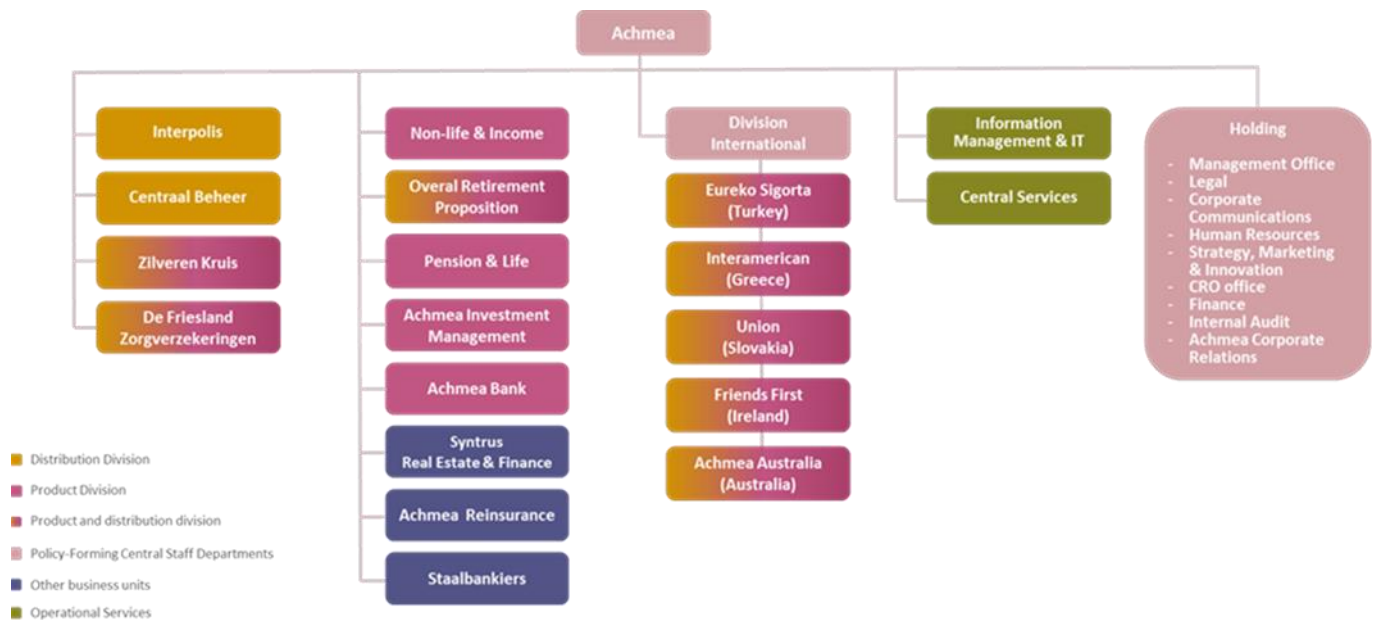 Achmea
Interpolis
Centraal Beheer
Zilveren Kruis
De Friesland
Zorgverzekeringen
Non-life & Income
Overal Retirement
Proposition
Pension & Life
Achmea Investment
Management
Achmea Bank
Syntrus
Real Estate & Finance
Achmea Reinsurance
Staalbankiers
Division
International
Eureko Sigorta
(Turkey)
Interamerican
(Greece)
Union
(Slovakia)
Friends First
(Ireland)
Achmea Australia
(Australia)
Information
Management & IT
Central Services
Holding
- Management Office
- Legal
- Corporate
Communications
- Human Resources
- Strategy, Marketing
& Innovation
- CRO office
- Finance
- Internal Audit
- Achmea Corporate
Relations
Distribution Division
Product Division
Product and distribution division
Policy-Forming Central Staff Departments
Other business units
Operational Services